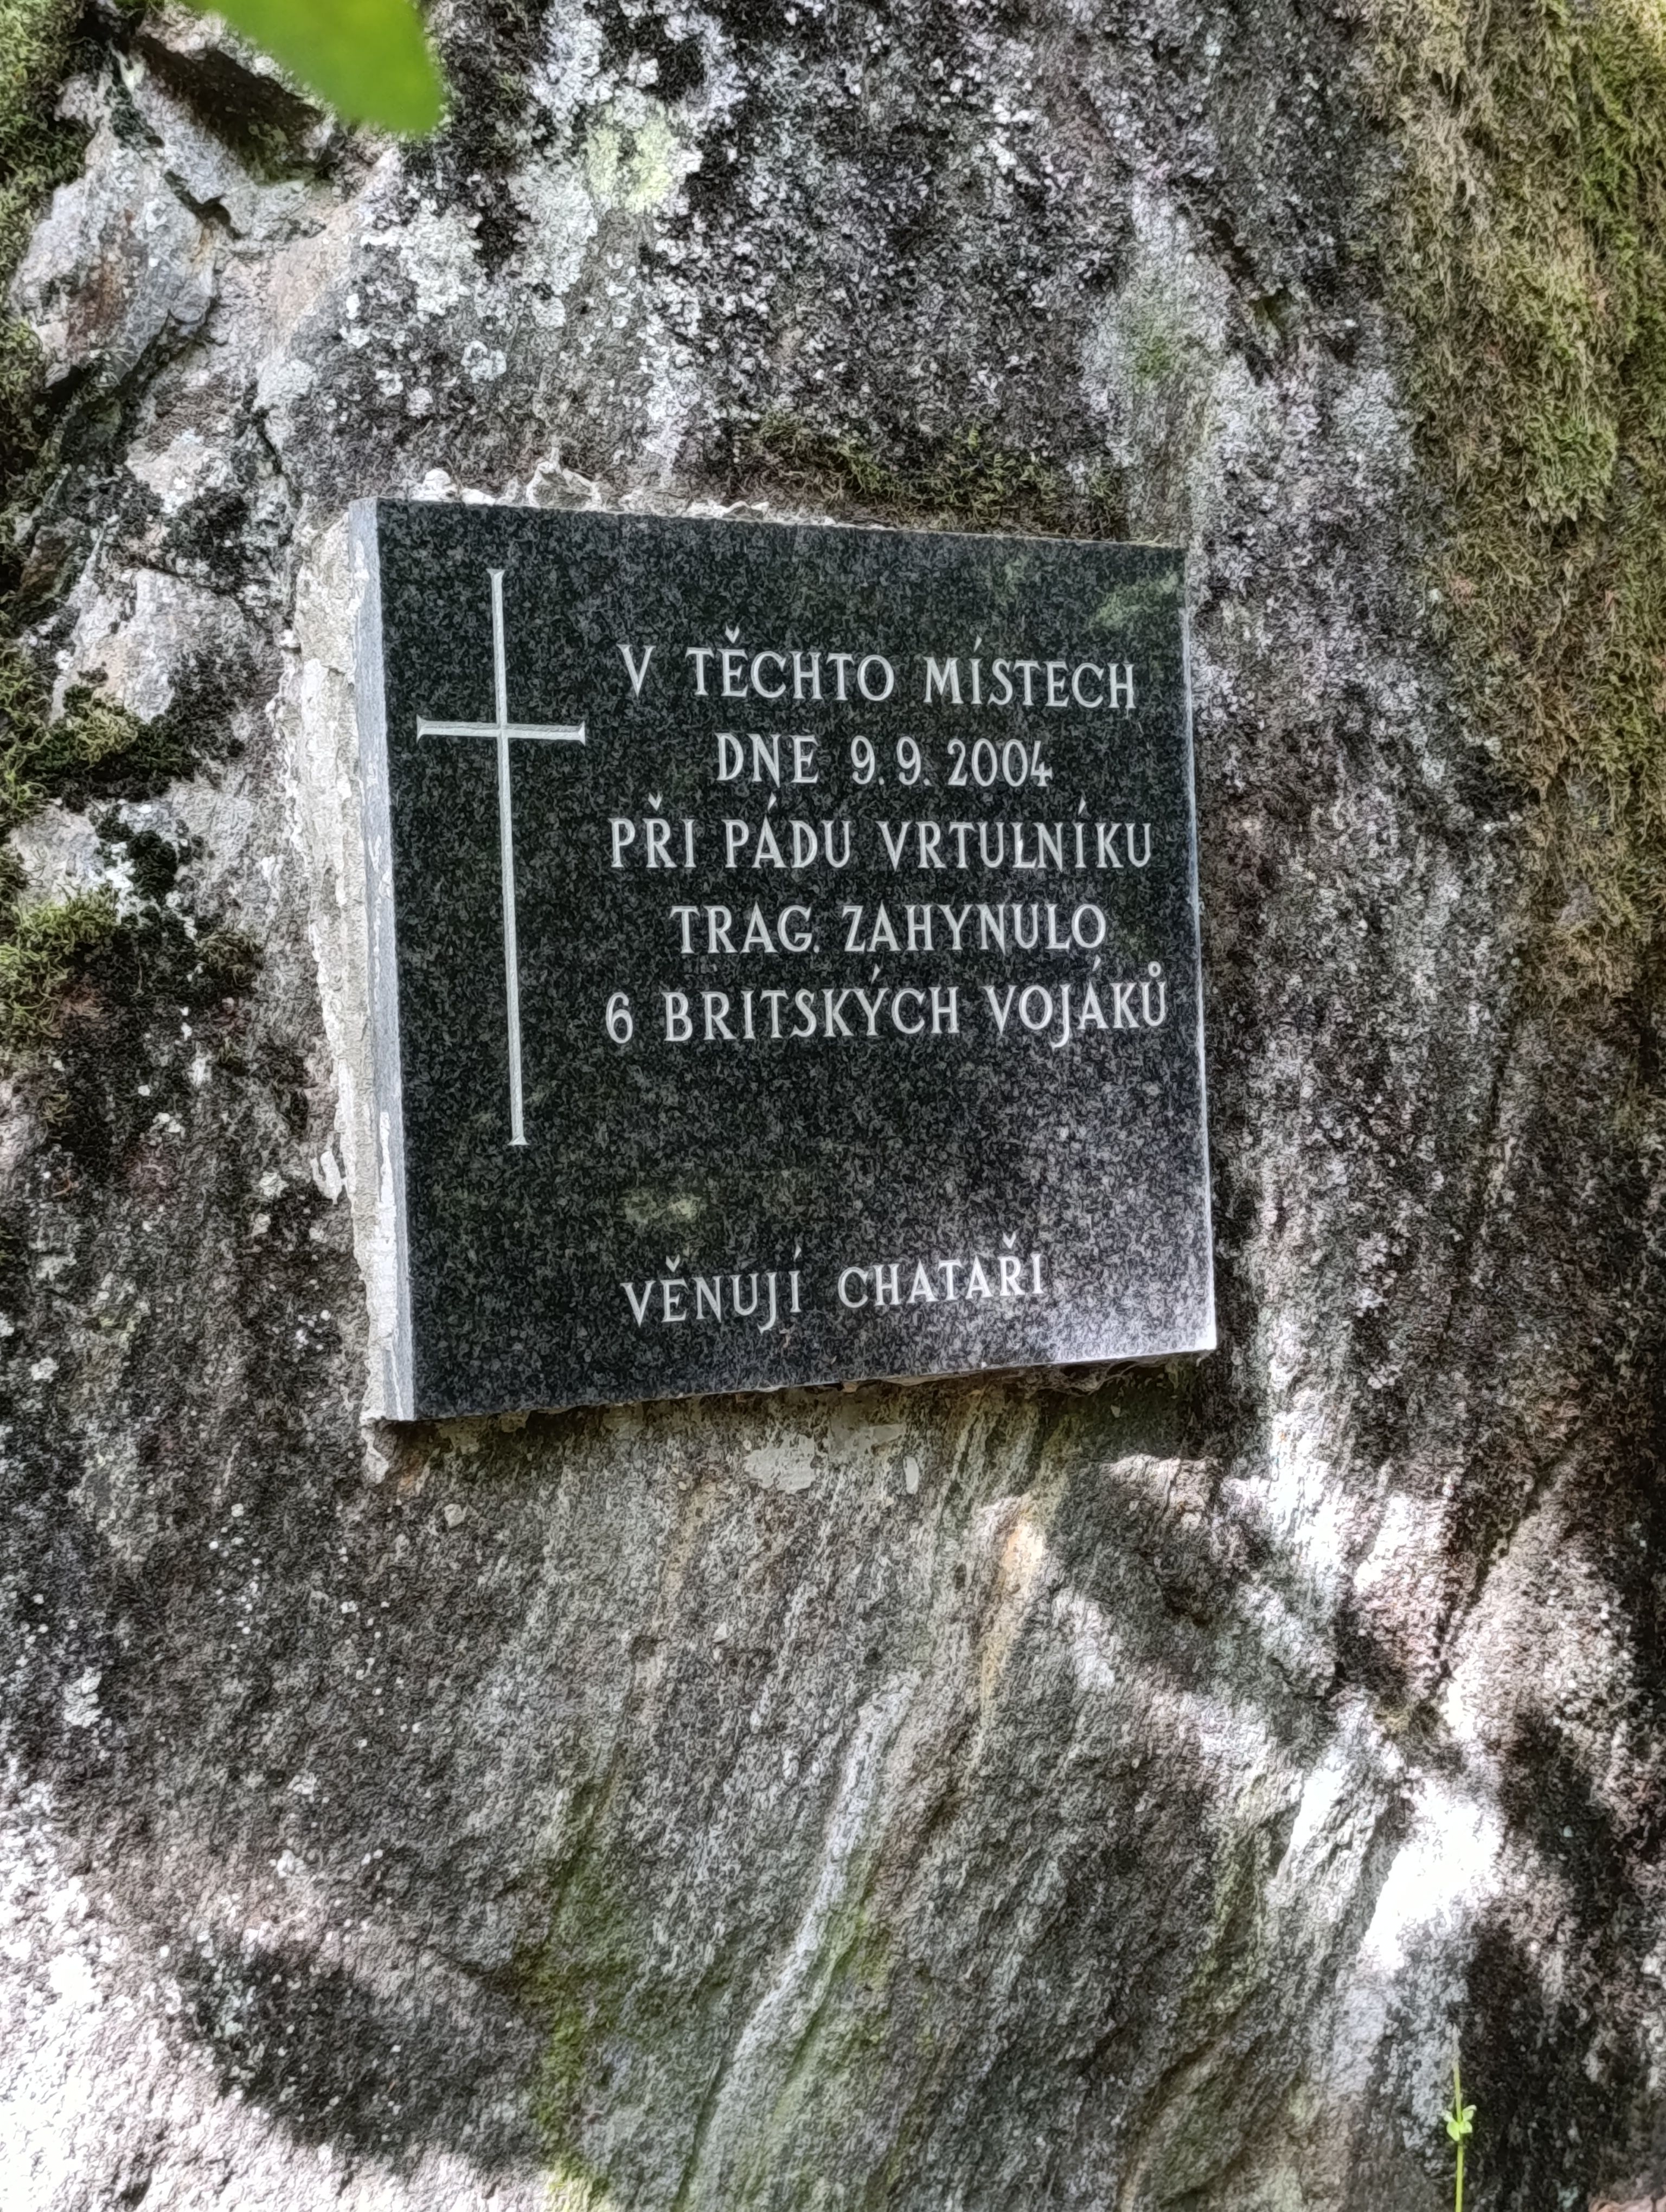 V TĚCHTO MÍSTECH
DNE 9.9.2004
PŘI PÁDU VRTULNÍKU
TRAG. ZAHYNULO
6 BRITSKÝCH VOJÁKŮ
VĚNUJÍ CHATAŘI